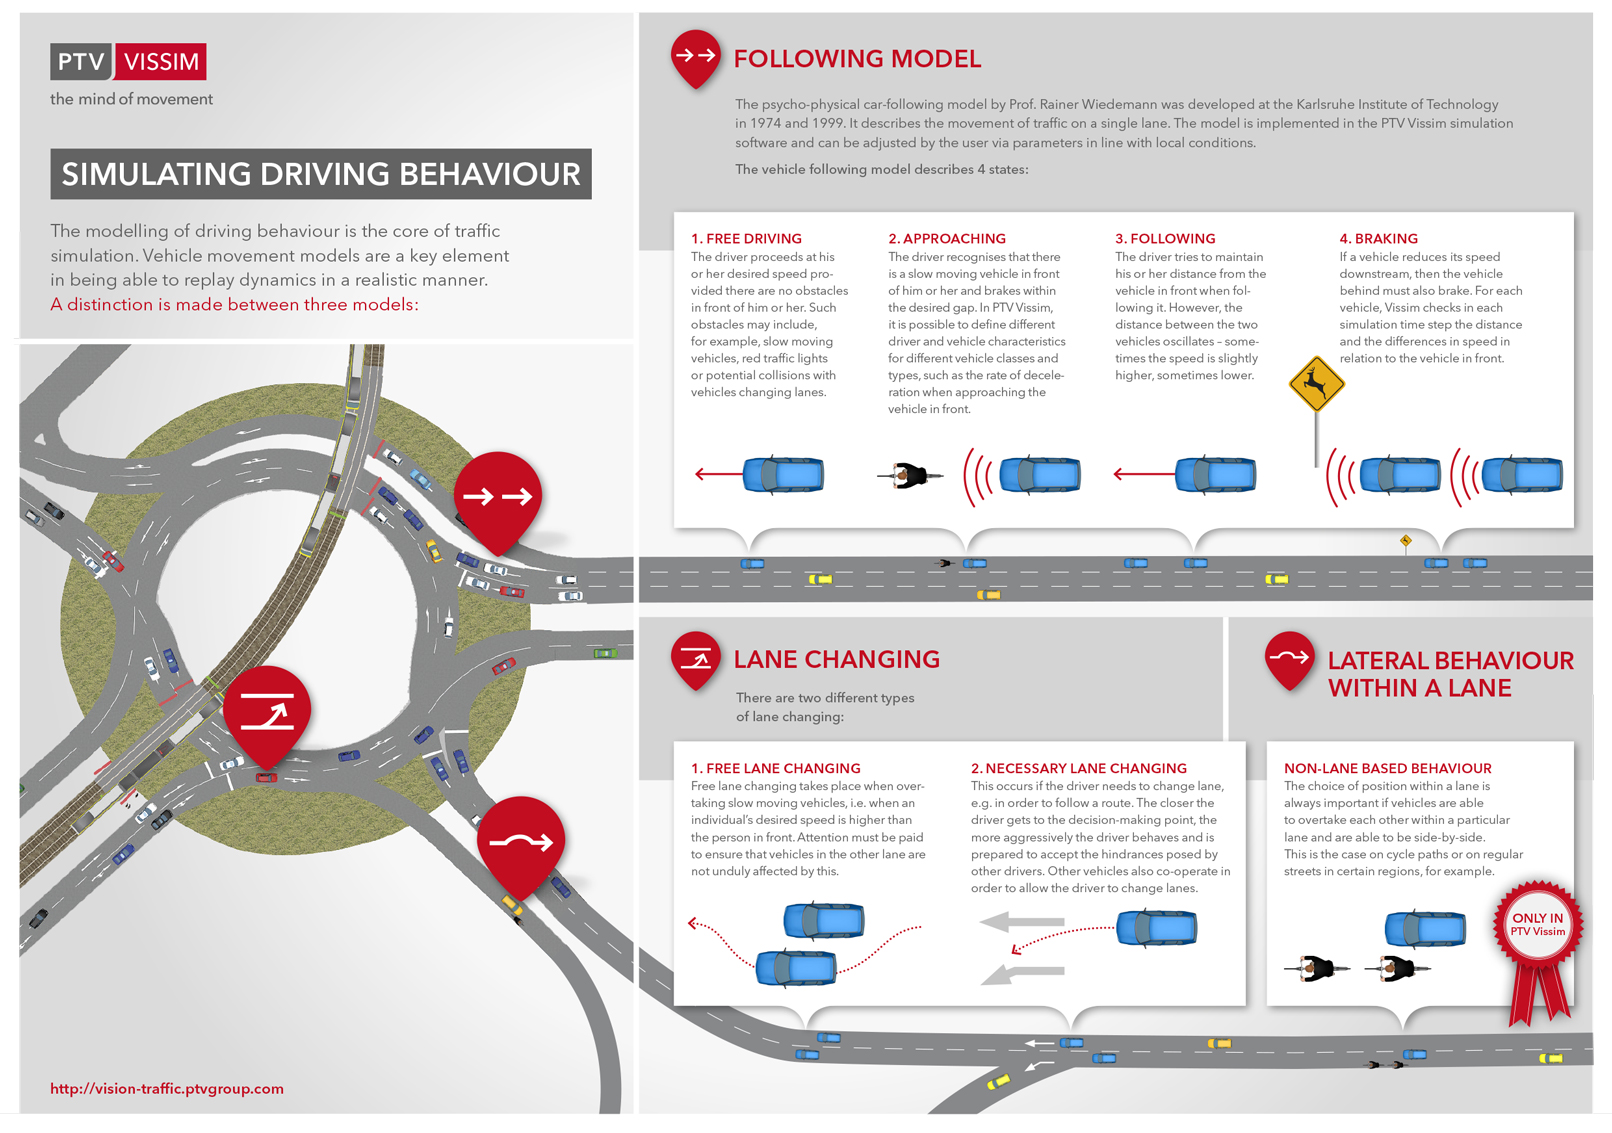 PTV VISSIM
the mind of movement
SIMULATING DRIVING BEHAVIOUR
The modelling of driving behaviour is the core of traffic
simulation. Vehicle movement models are a key element
in being able to replay dynamics in a realistic manner.
A distinction is made between three models:
http://vision-traffic.ptvgroup.com
FOLLOWING MODEL
The psycho-physical car-following model by Prof. Rainer Wiedemann was developed at the Karlsruhe Institute of Technology
in 1974 and 1999. It describes the movement of traffic on a single lane. The model is implemented in the PTV Vissim simulation
software and can be adjusted by the user via parameters in line with local conditions.
The vehicle following model describes 4 states:
1. FREE DRIVING
The driver proceeds at his
or her desired speed pro-
vided there are no obstacles
in front of him or her. Such
obstacles may include,
for example, slow moving
vehicles, red traffic lights
or potential collisions with
vehicles changing lanes.
2. APPROACHING
The driver recognises that there
is a slow moving vehicle in front
of him or her and brakes within
the desired gap. In PTV Vissim,
it is possible to define different
driver and vehicle characteristics
for different vehicle classes and
types, such as the rate of decele-
ration when approaching the
vehicle in front.
3. FOLLOWING
The driver tries to maintain
his or her distance from the
vehicle in front when fol-
lowing it. However, the
distance between the two
vehicles oscillates – some-
times the speed is slightly
higher, sometimes lower.
4. BRAKING
If a vehicle reduces its speed
downstream, then the vehicle
behind must also brake. For each
vehicle, Vissim checks in each
simulation time step the distance
and the differences in speed in
relation to the vehicle in front.
LANE CHANGING
There are two different types
of lane changing:
1. FREE LANE CHANGING
Free lane changing takes place when over-
taking slow moving vehicles, i.e. when an
individual's desired speed is higher than
the person in front. Attention must be paid
to ensure that vehicles in the other lane are
not unduly affected by this.
2. NECESSARY LANE CHANGING
This occurs if the driver needs to change lane,
e.g. in order to follow a route. The closer the
driver gets to the decision-making point, the
more aggressively the driver behaves and is
prepared to accept the hindrances posed by
other drivers. Other vehicles also co-operate in
order to allow the driver to change lanes.
LATERAL BEHAVIOUR
WITHIN A LANE
NON-LANE BASED BEHAVIOUR
The choice of position within a lane is
always important if vehicles are able
to overtake each other within a particular
lane and are able to be side-by-side.
This is the case on cycle paths or on regular
streets in certain regions, for example.
ONLY IN
PTV Vissim